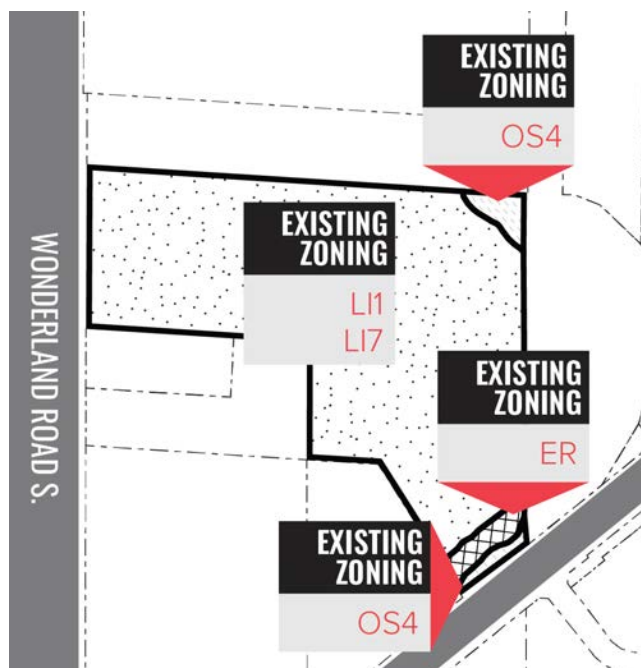 EXISTING
ZONING
OS4
EXISTING
ZONING
LI1
LI7
WONDERLAND ROAD S.
EXISTING
ZONING
ER
EXISTING
ZONING
OS4